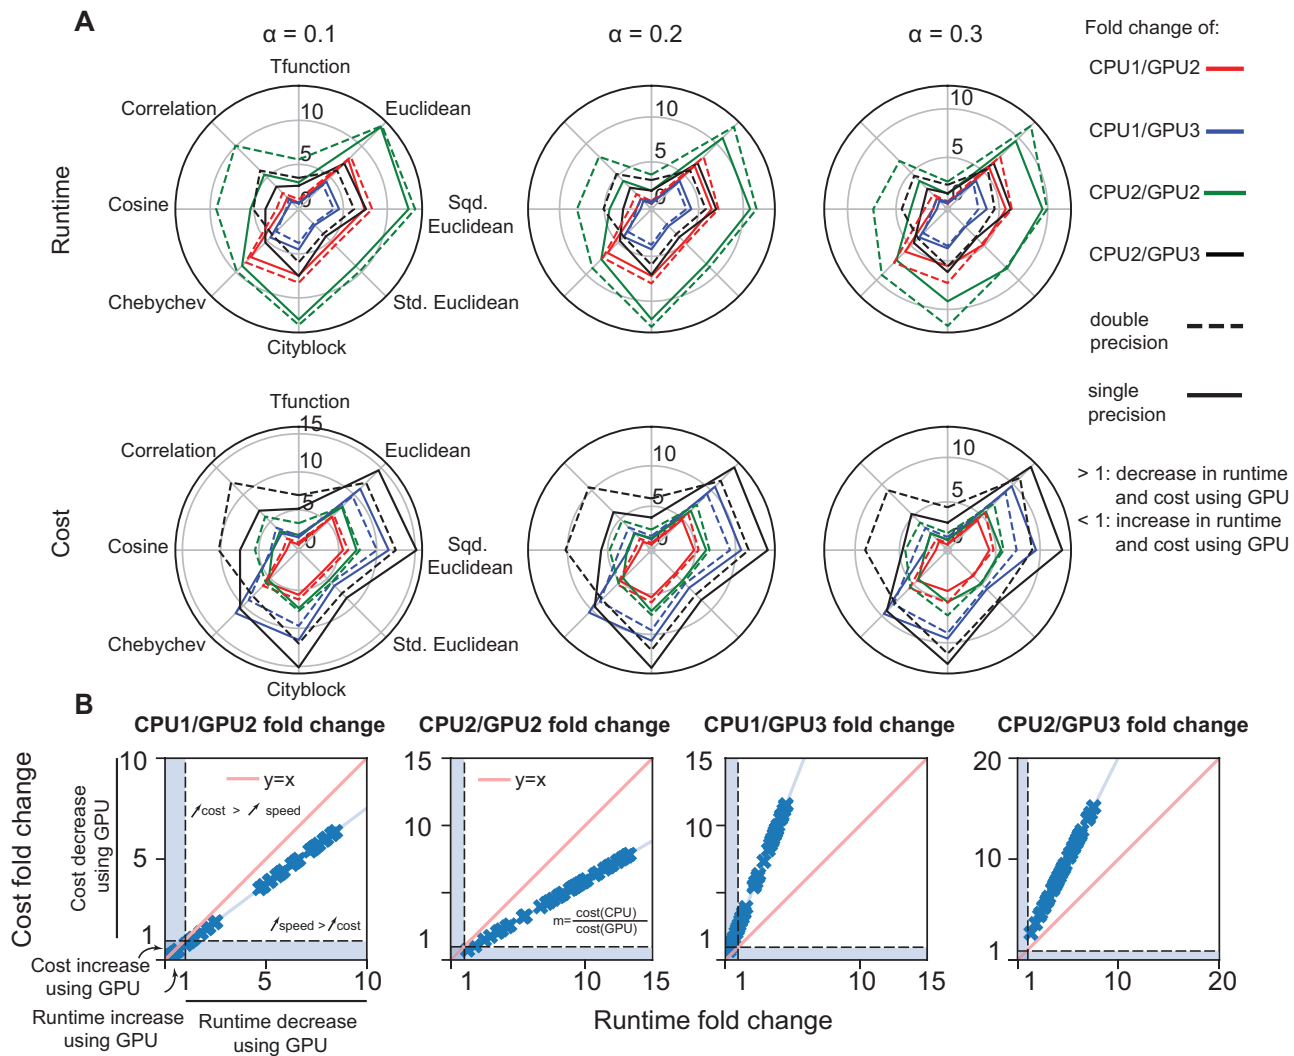 A
α = 0.1
α = 0.2
α = 0.3
Fold change of:
CPU1/GPU2
CPU1/GPU3
CPU2/GPU2
CPU2/GPU3
double
precision
single
precision
> 1: decrease in runtime
and cost using GPU
< 1: increase in runtime
and cost using GPU
Runtime
Tfunction
Correlation
Euclidean
Cosine
Sqd.
Euclidean
Chebychev
Std. Euclidean
Cityblock
10
5
0
10
5
0
10
5
0
Cost
Tfunction
Correlation
Euclidean
Cosine
Sqd.
Euclidean
Chebychev
Std. Euclidean
Cityblock
15
10
5
0
10
5
0
10
5
0
B
CPU1/GPU2 fold change
CPU2/GPU2 fold change
CPU1/GPU3 fold change
CPU2/GPU3 fold change
Cost fold change
Cost decrease
using GPU
10
5
1
y=x
cost > speed
speed > cost
1
5
10
Cost increase
using GPU
Runtime increase
using GPU
Runtime decrease
using GPU
15
10
1
y=x
m=cost(CPU)
cost(GPU)
1
10
15
15
10
1
1
10
15
20
10
1
1
10
20
Runtime fold change